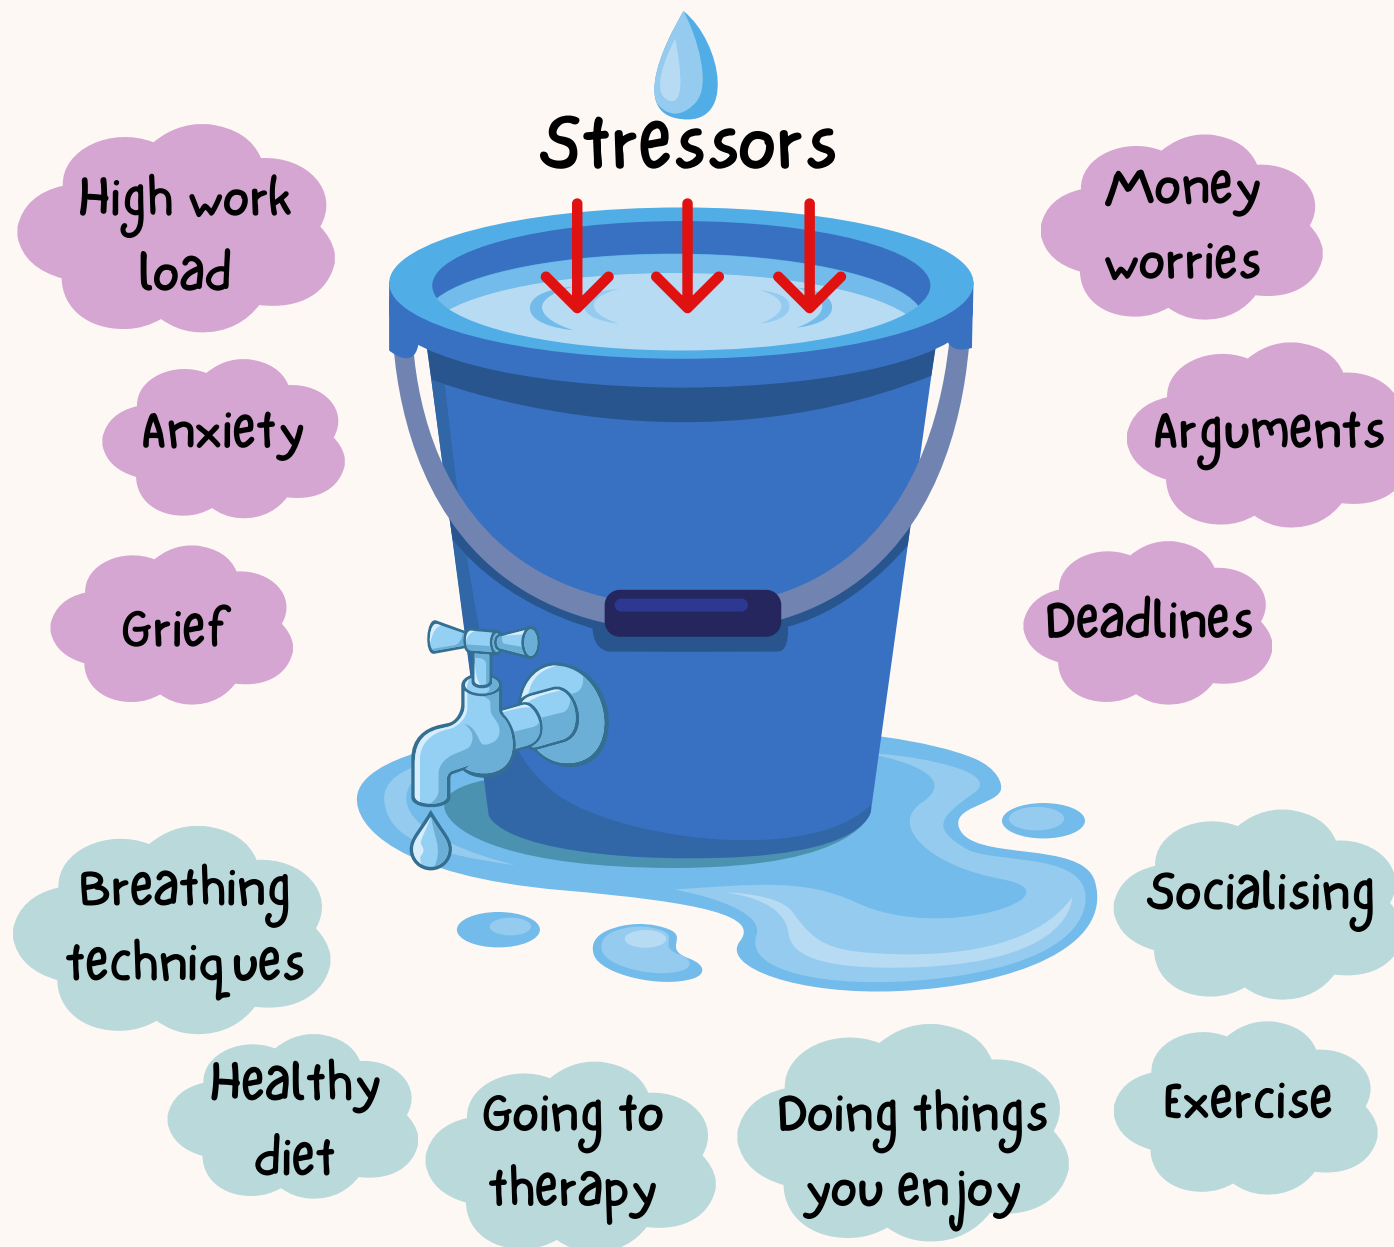 Stressors
High work
load
Money
worries
Anxiety
Arguments
Grief
Deadlines
Breathing
techniques
Socialising
Healthy
diet
Going to
therapy
Doing things
you enjoy
Exercise